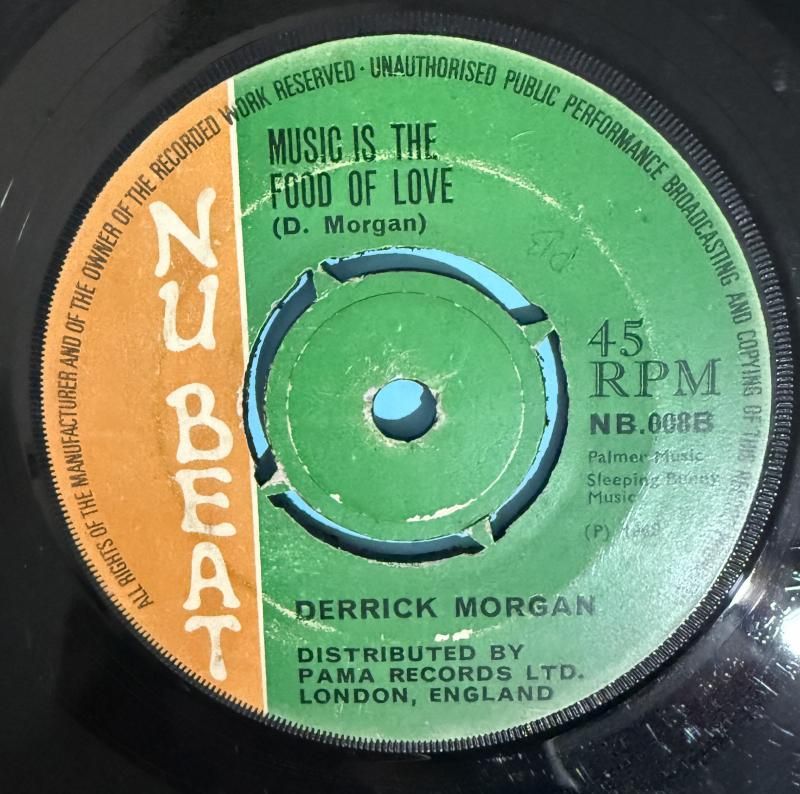 ALL RIGHTS OF THE MANUFACTURER AND OF THE OWNER OF THE RECORDED WORK RESERVED · UNAUTHORISED PUBLIC PERFORMANCE BROADCASTING AND COPYING OF THIS
MUSIC IS THE
FOOD OF LOVE
(D. Morgan)
NU BEAT
45
RPM
NB.008B
Palmer Music
Sleeping Bunny
Music
(P)
DERRICK MORGAN
DISTRIBUTED BY
PAMA RECORDS LTD.
LONDON, ENGLAND